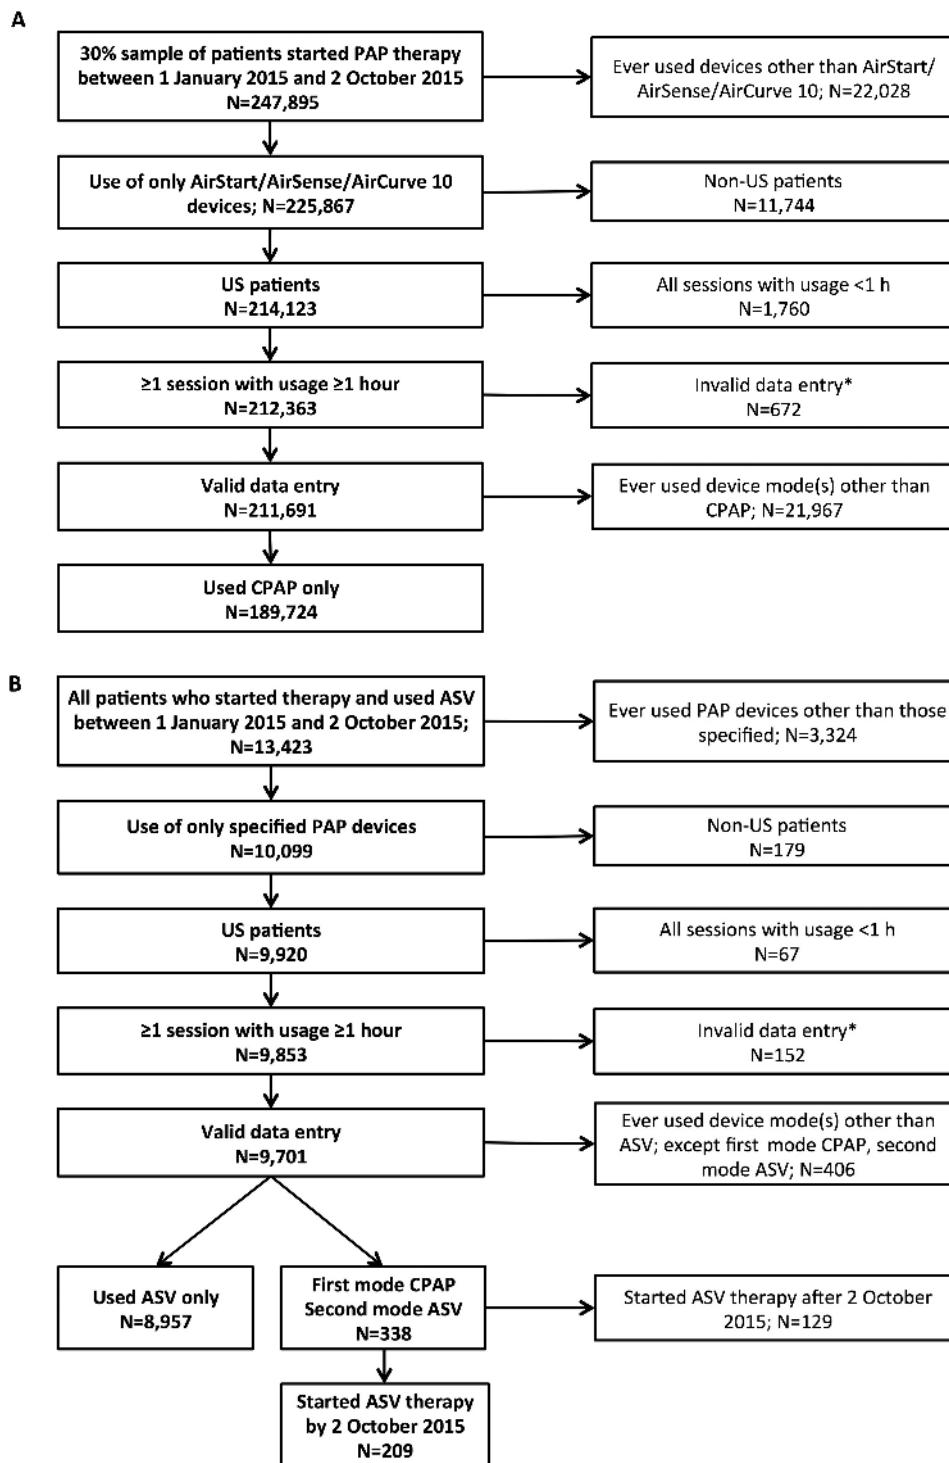 A
30% sample of patients started PAP therapy
between 1 January 2015 and 2 October 2015
N=247,895
Ever used devices other than AirStart/
AirSense/AirCurve 10; N=22,028
Use of only AirStart/AirSense/AirCurve 10
devices; N=225,867
Non-US patients
N=11,744
US patients
N=214,123
All sessions with usage <1 h
N=1,760
≥1 session with usage ≥1 hour
N=212,363
Invalid data entry*
N=672
Valid data entry
N=211,691
Ever used device mode(s) other than
CPAP; N=21,967
Used CPAP only
N=189,724
B
All patients who started therapy and used ASV
between 1 January 2015 and 2 October 2015;
N=13,423
Ever used PAP devices other than those
specified; N=3,324
Use of only specified PAP devices
N=10,099
Non-US patients
N=179
US patients
N=9,920
All sessions with usage <1 h
N=67
≥1 session with usage ≥1 hour
N=9,853
Invalid data entry*
N=152
Valid data entry
N=9,701
Ever used device mode(s) other than
ASV; except first mode CPAP, second
mode ASV; N=406
Used ASV only
N=8,957
First mode CPAP
Second mode ASV
N=338
Started ASV therapy after 2 October
2015; N=129
Started ASV therapy
by 2 October 2015
N=209